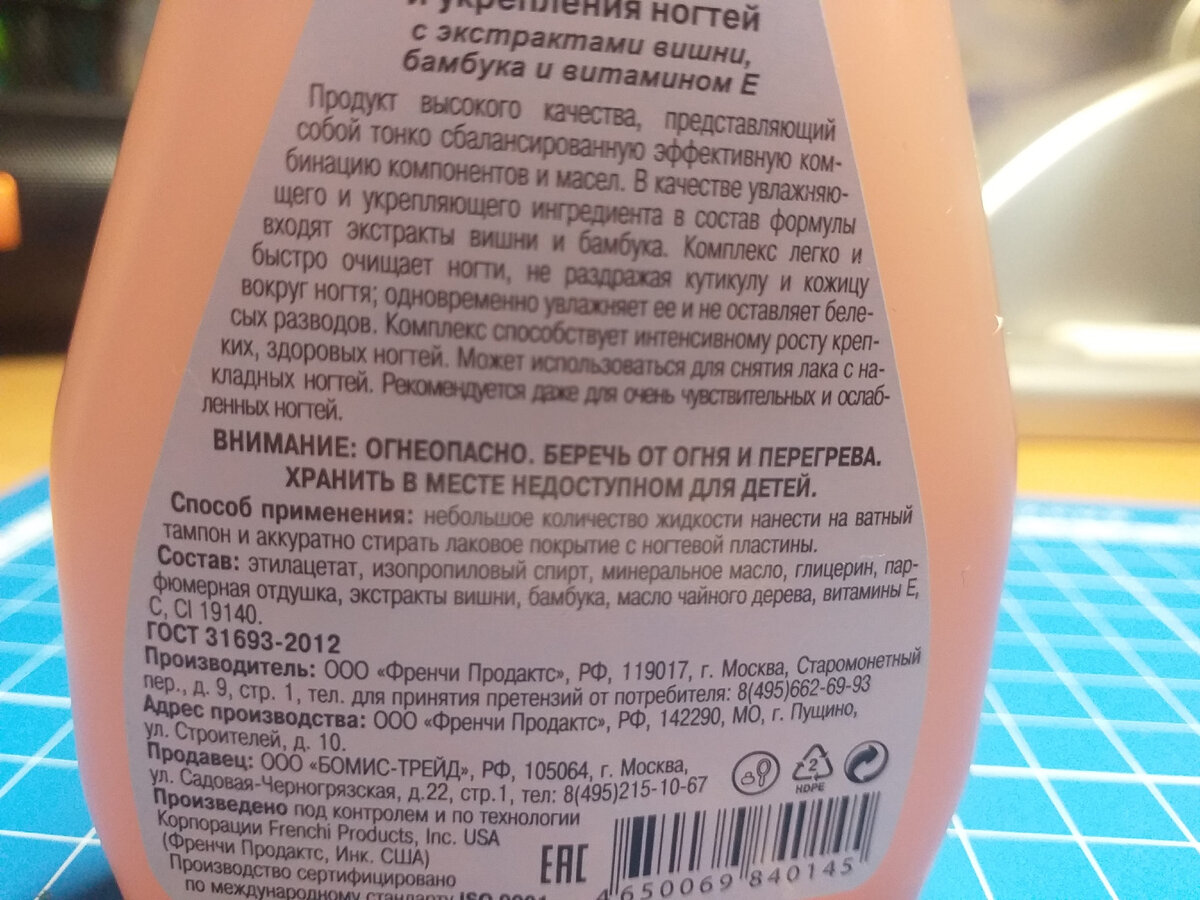 и укрепления ногтей
с экстрактами вишни,
бамбука и витамином Е
Продукт высокого качества, представляющий
собой тонко сбалансированную эффективную ком-
бинацию компонентов и масел. В качестве увлажняю-
щего и укрепляющего ингредиента в состав формулы
входят экстракты вишни и бамбука. Комплекс легко и
быстро очищает ногти, не раздражая кутикулу и кожицу
вокруг ногтя; одновременно увлажняет ее и не оставляет беле-
сых разводов. Комплекс способствует интенсивному росту креп-
ких, здоровых ногтей. Может использоваться для снятия лака с на-
кладных ногтей. Рекомендуется даже для очень чувствительных и ослаб-
ленных ногтей.
ВНИМАНИЕ: ОГНЕОПАСНО. БЕРЕЧЬ ОТ ОГНЯ И ПЕРЕГРЕВА.
ХРАНИТЬ В МЕСТЕ НЕДОСТУПНОМ ДЛЯ ДЕТЕЙ.
Способ применения: небольшое количество жидкости нанести на ватный
тампон и аккуратно стирать лаковое покрытие с ногтевой пластины.
Состав: этилацетат, изопропиловый спирт, минеральное масло, глицерин, пар-
фюмерная отдушка, экстракты вишни, бамбука, масло чайного дерева, витамины Е,
С, CI 19140.
ГОСТ 31693-2012
Производитель: ООО «Френчи Продактс», РФ, 119017, г. Москва, Старомонетный
пер., д. 9, стр. 1, тел. для принятия претензий от потребителя: 8(495)662-69-93
Адрес производства: ООО «Френчи Продактс», РФ, 142290, МО, г. Пущино,
ул. Строителей, д. 10.
Продавец: ООО «БОМИС-ТРЕЙД», РФ, 105064, г. Москва,
ул. Садовая-Черногрязская, д.22, стр.1, тел: 8(495)215-10-67
Произведено под контролем и по технологии
Корпорации Frenchi Products, Inc. USA
(Френчи Продактс, Инк. США)
Производство сертифицировано
по международному стандарту ISO 9001
2
HDPE
EAC
4 650069 840145